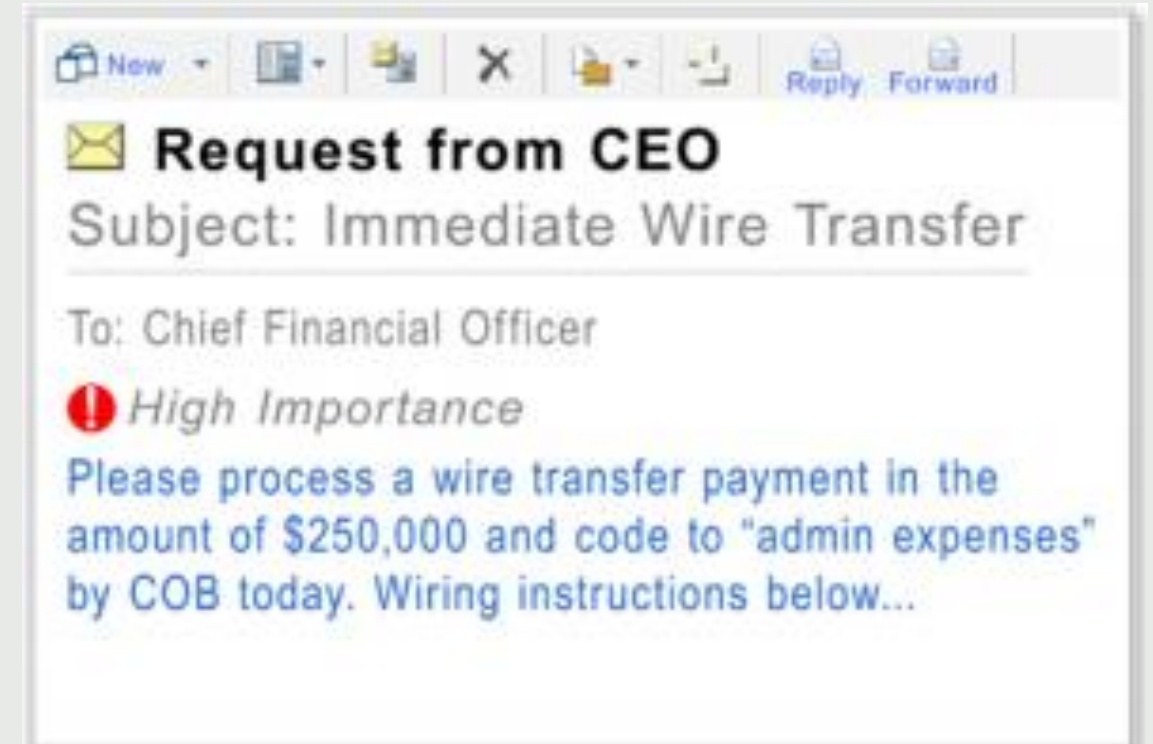 New
Reply Forward
Request from CEO
Subject: Immediate Wire Transfer
To: Chief Financial Officer
High Importance
Please process a wire transfer payment in the
amount of $250,000 and code to “admin expenses”
by COB today. Wiring instructions below...